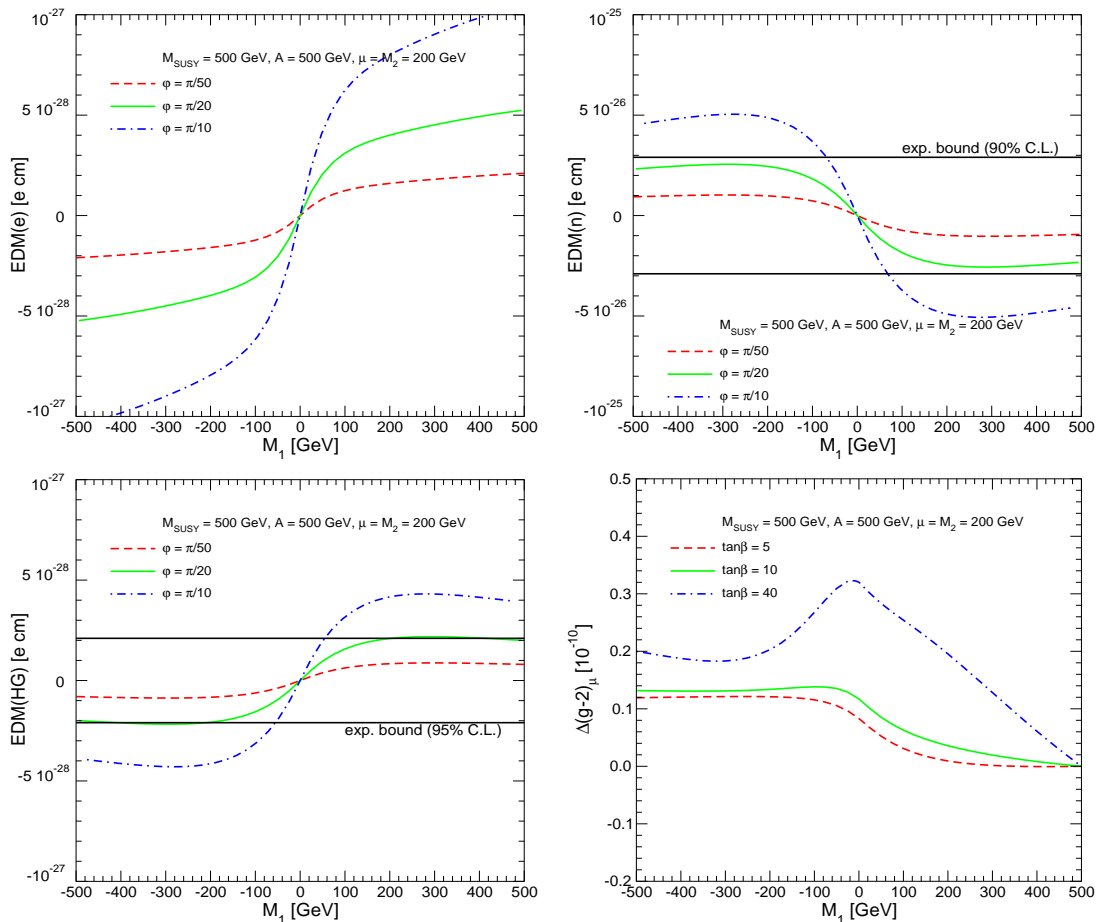 10^-27
M_SUSY = 500 GeV, A = 500 GeV, μ = M_2 = 200 GeV
φ = π/50
5 10^-28
φ = π/20
φ = π/10
EDM(e) [e cm]
0
-5 10^-28
-10^-27
-500 -400 -300 -200 -100 0 100 200 300 400 500
M_1 [GeV]
10^-25
5 10^-26
exp. bound (90% C.L.)
EDM(n) [e cm]
0
-5 10^-26
M_SUSY = 500 GeV, A = 500 GeV, μ = M_2 = 200 GeV
φ = π/50
φ = π/20
φ = π/10
-10^-25
-500 -400 -300 -200 -100 0 100 200 300 400 500
M_1 [GeV]
10^-27
M_SUSY = 500 GeV, A = 500 GeV, μ = M_2 = 200 GeV
φ = π/50
5 10^-28
φ = π/20
φ = π/10
EDM(HG) [e cm]
0
exp. bound (95% C.L.)
-5 10^-28
-10^-27
-500 -400 -300 -200 -100 0 100 200 300 400 500
M_1 [GeV]
0.5
M_SUSY = 500 GeV, A = 500 GeV, μ = M_2 = 200 GeV
tanβ = 5
0.4
tanβ = 10
tanβ = 40
0.3
Δ(g-2)_μ [10^-10]
0.2
0.1
0.0
-0.1
-0.2
-500 -400 -300 -200 -100 0 100 200 300 400 500
M_1 [GeV]